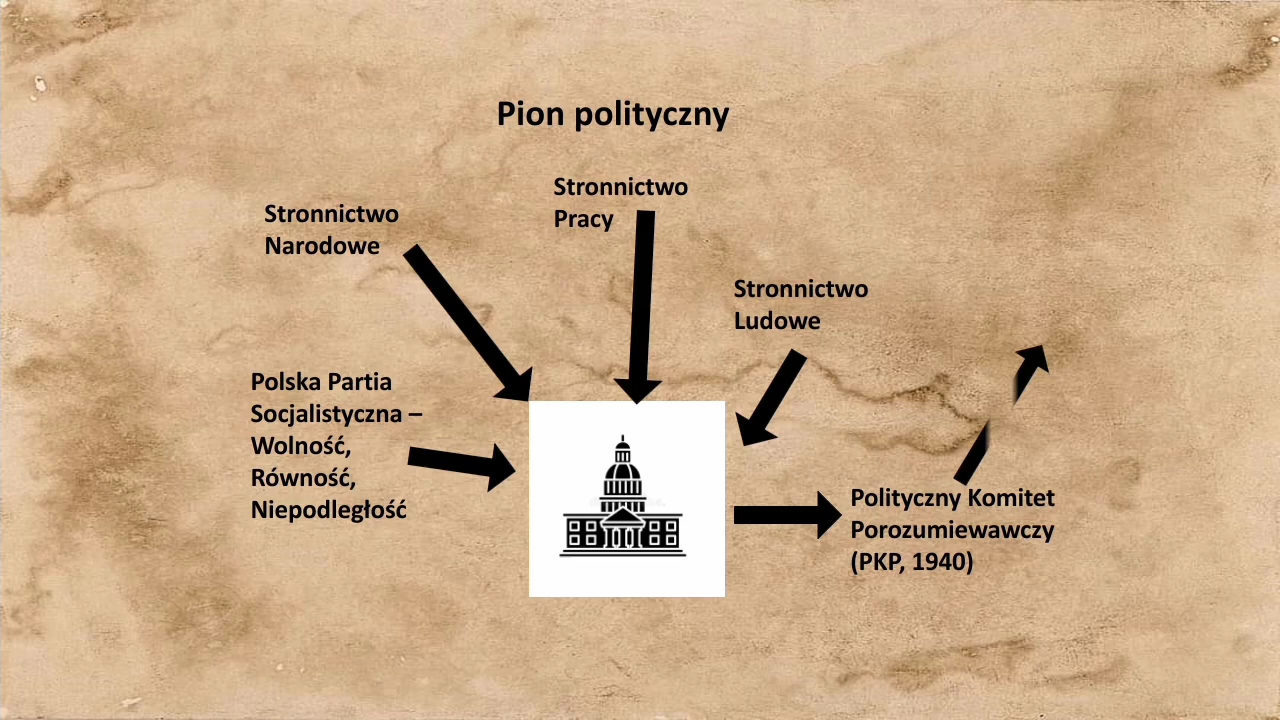 Pion polityczny
Stronnictwo
Pracy
Stronnictwo
Narodowe
Stronnictwo
Ludowe
Polska Partia
Socjalistyczna –
Wolność,
Równość,
Niepodległość
Polityczny Komitet
Porozumiewawczy
(PKP, 1940)